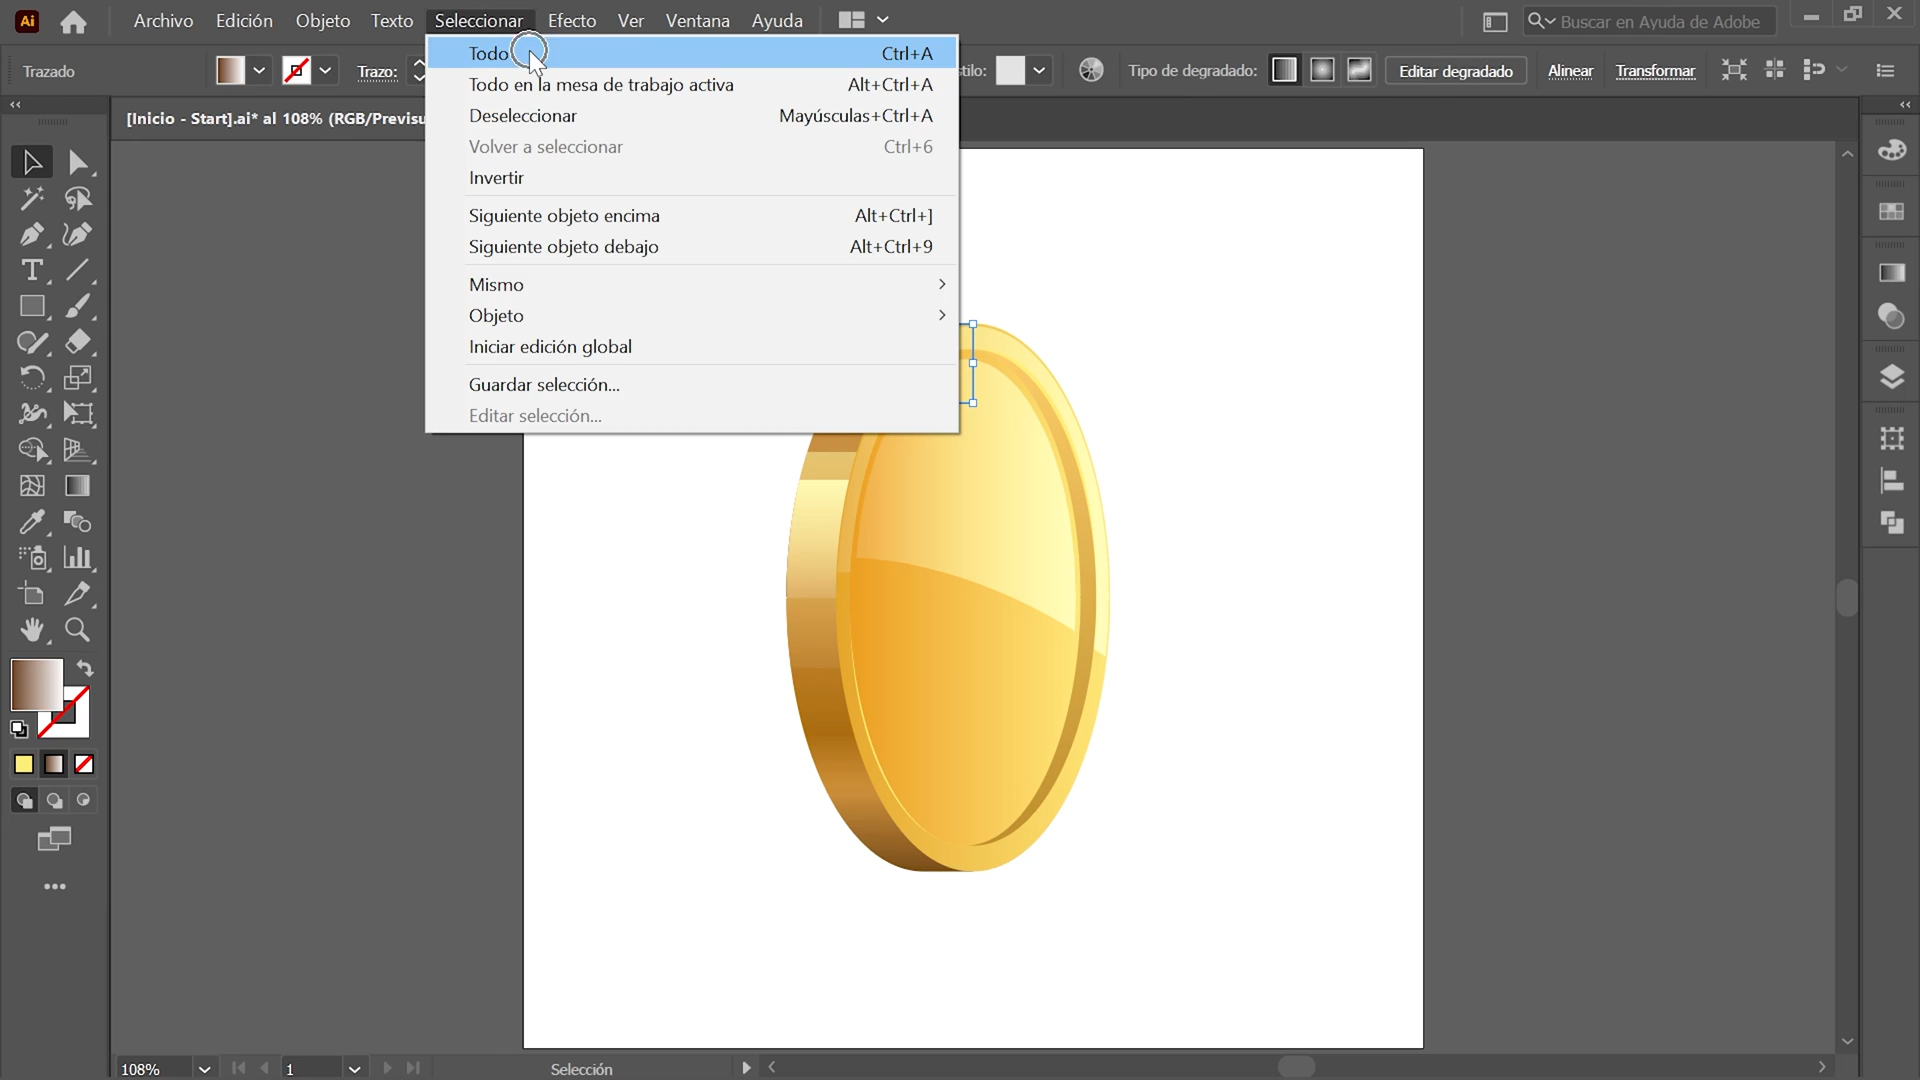 Ai
Archivo Edición Objeto Texto Seleccionar Efecto Ver Ventana Ayuda
Buscar en Ayuda de Adobe
Trazado
Trazo:
tilo:
Tipo de degradado:
Editar degradado
Alinear
Transformar
[Inicio - Start].ai* al 108% (RGB/Previsu
Todo Ctrl+A
Todo en la mesa de trabajo activa Alt+Ctrl+A
Deseleccionar Mayúsculas+Ctrl+A
Volver a seleccionar Ctrl+6
Invertir
Siguiente objeto encima Alt+Ctrl+]
Siguiente objeto debajo Alt+Ctrl+9
Mismo
Objeto
Iniciar edición global
Guardar selección...
Editar selección...
108%
1
Selección